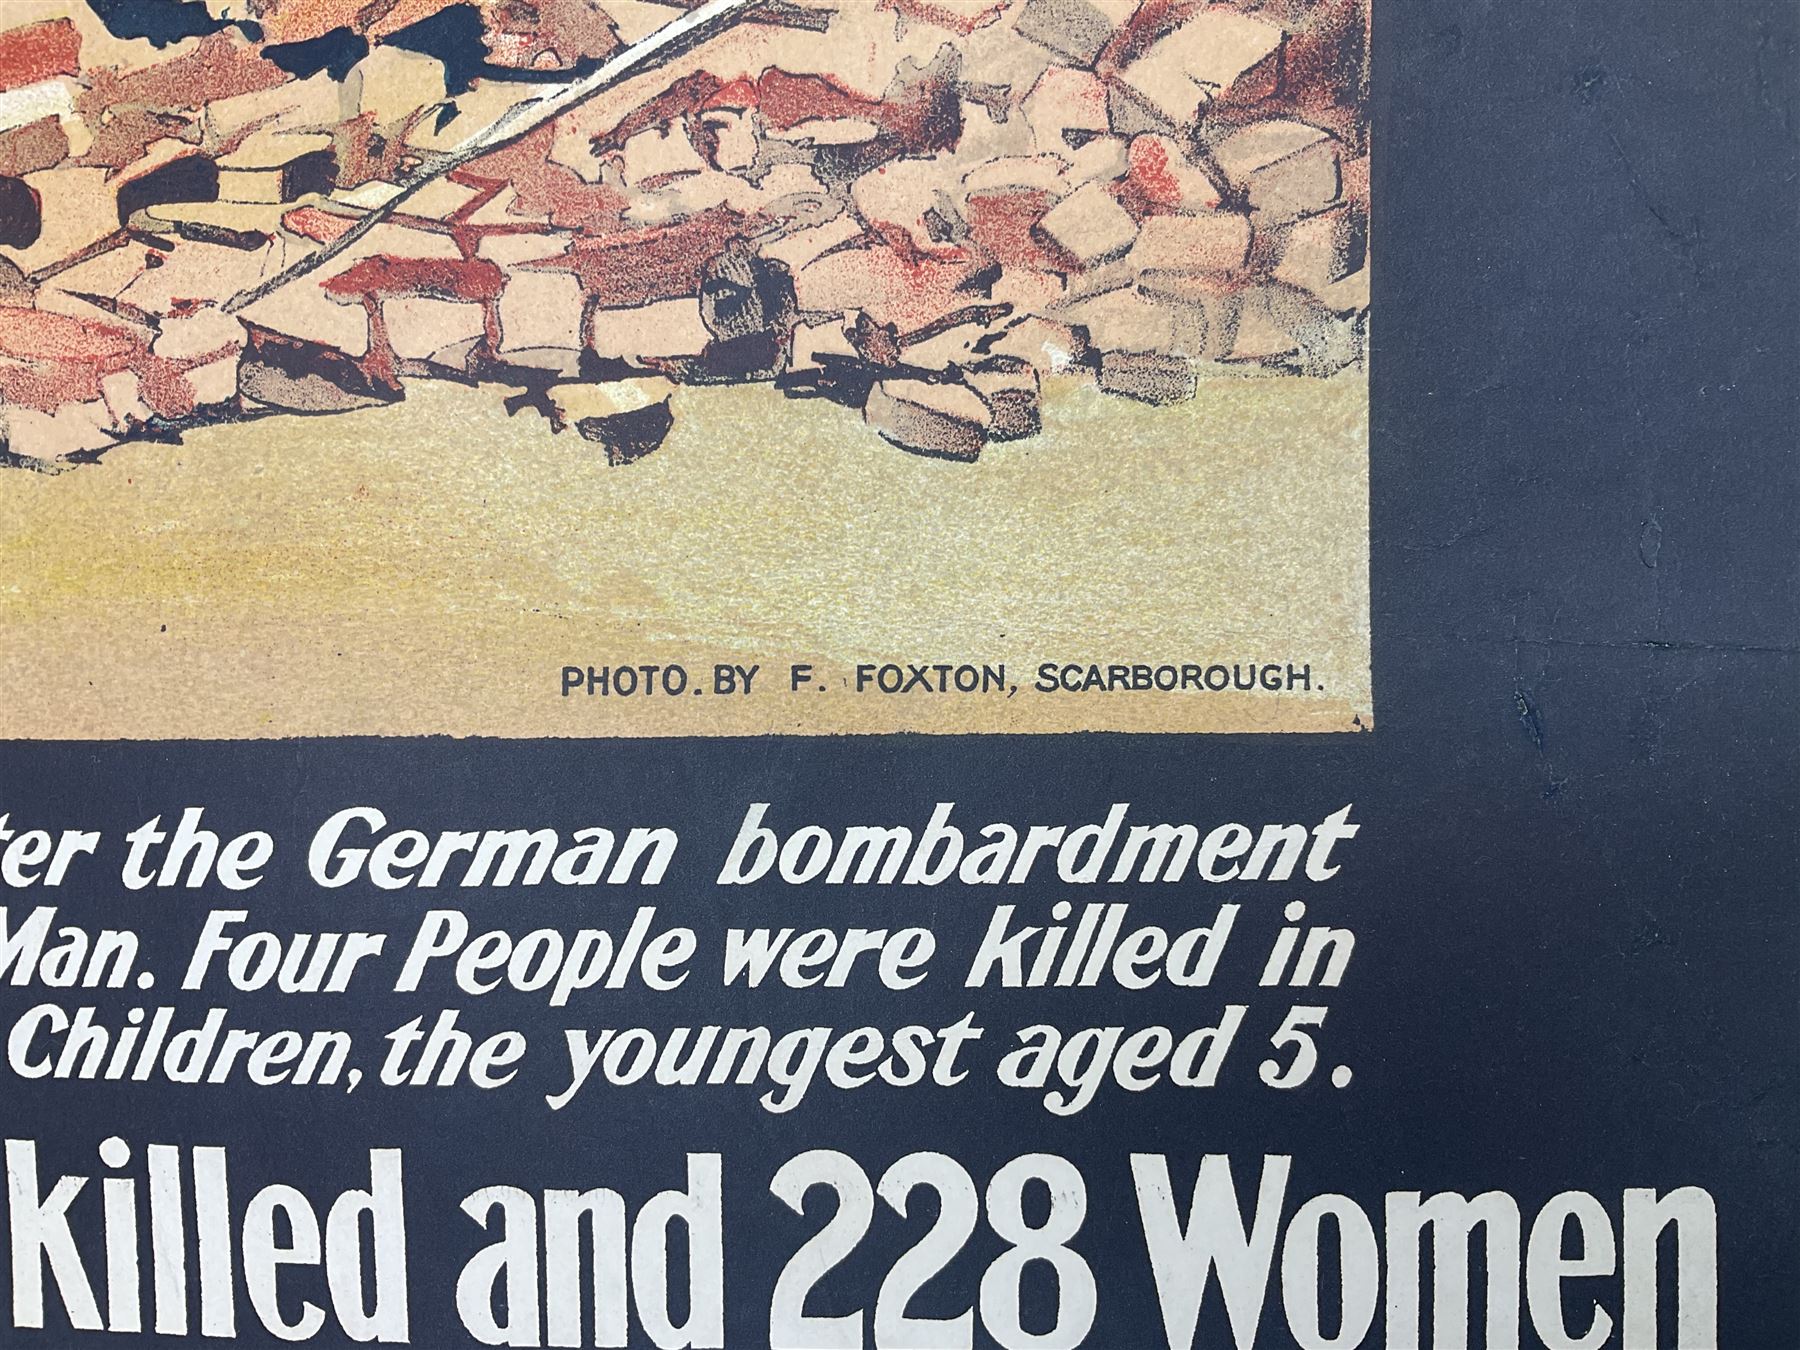 PHOTO. BY F. FOXTON, SCARBOROUGH.
the German bombardment
Man. Four People were killed in
Children, the youngest aged 5.
killed and 228 Women